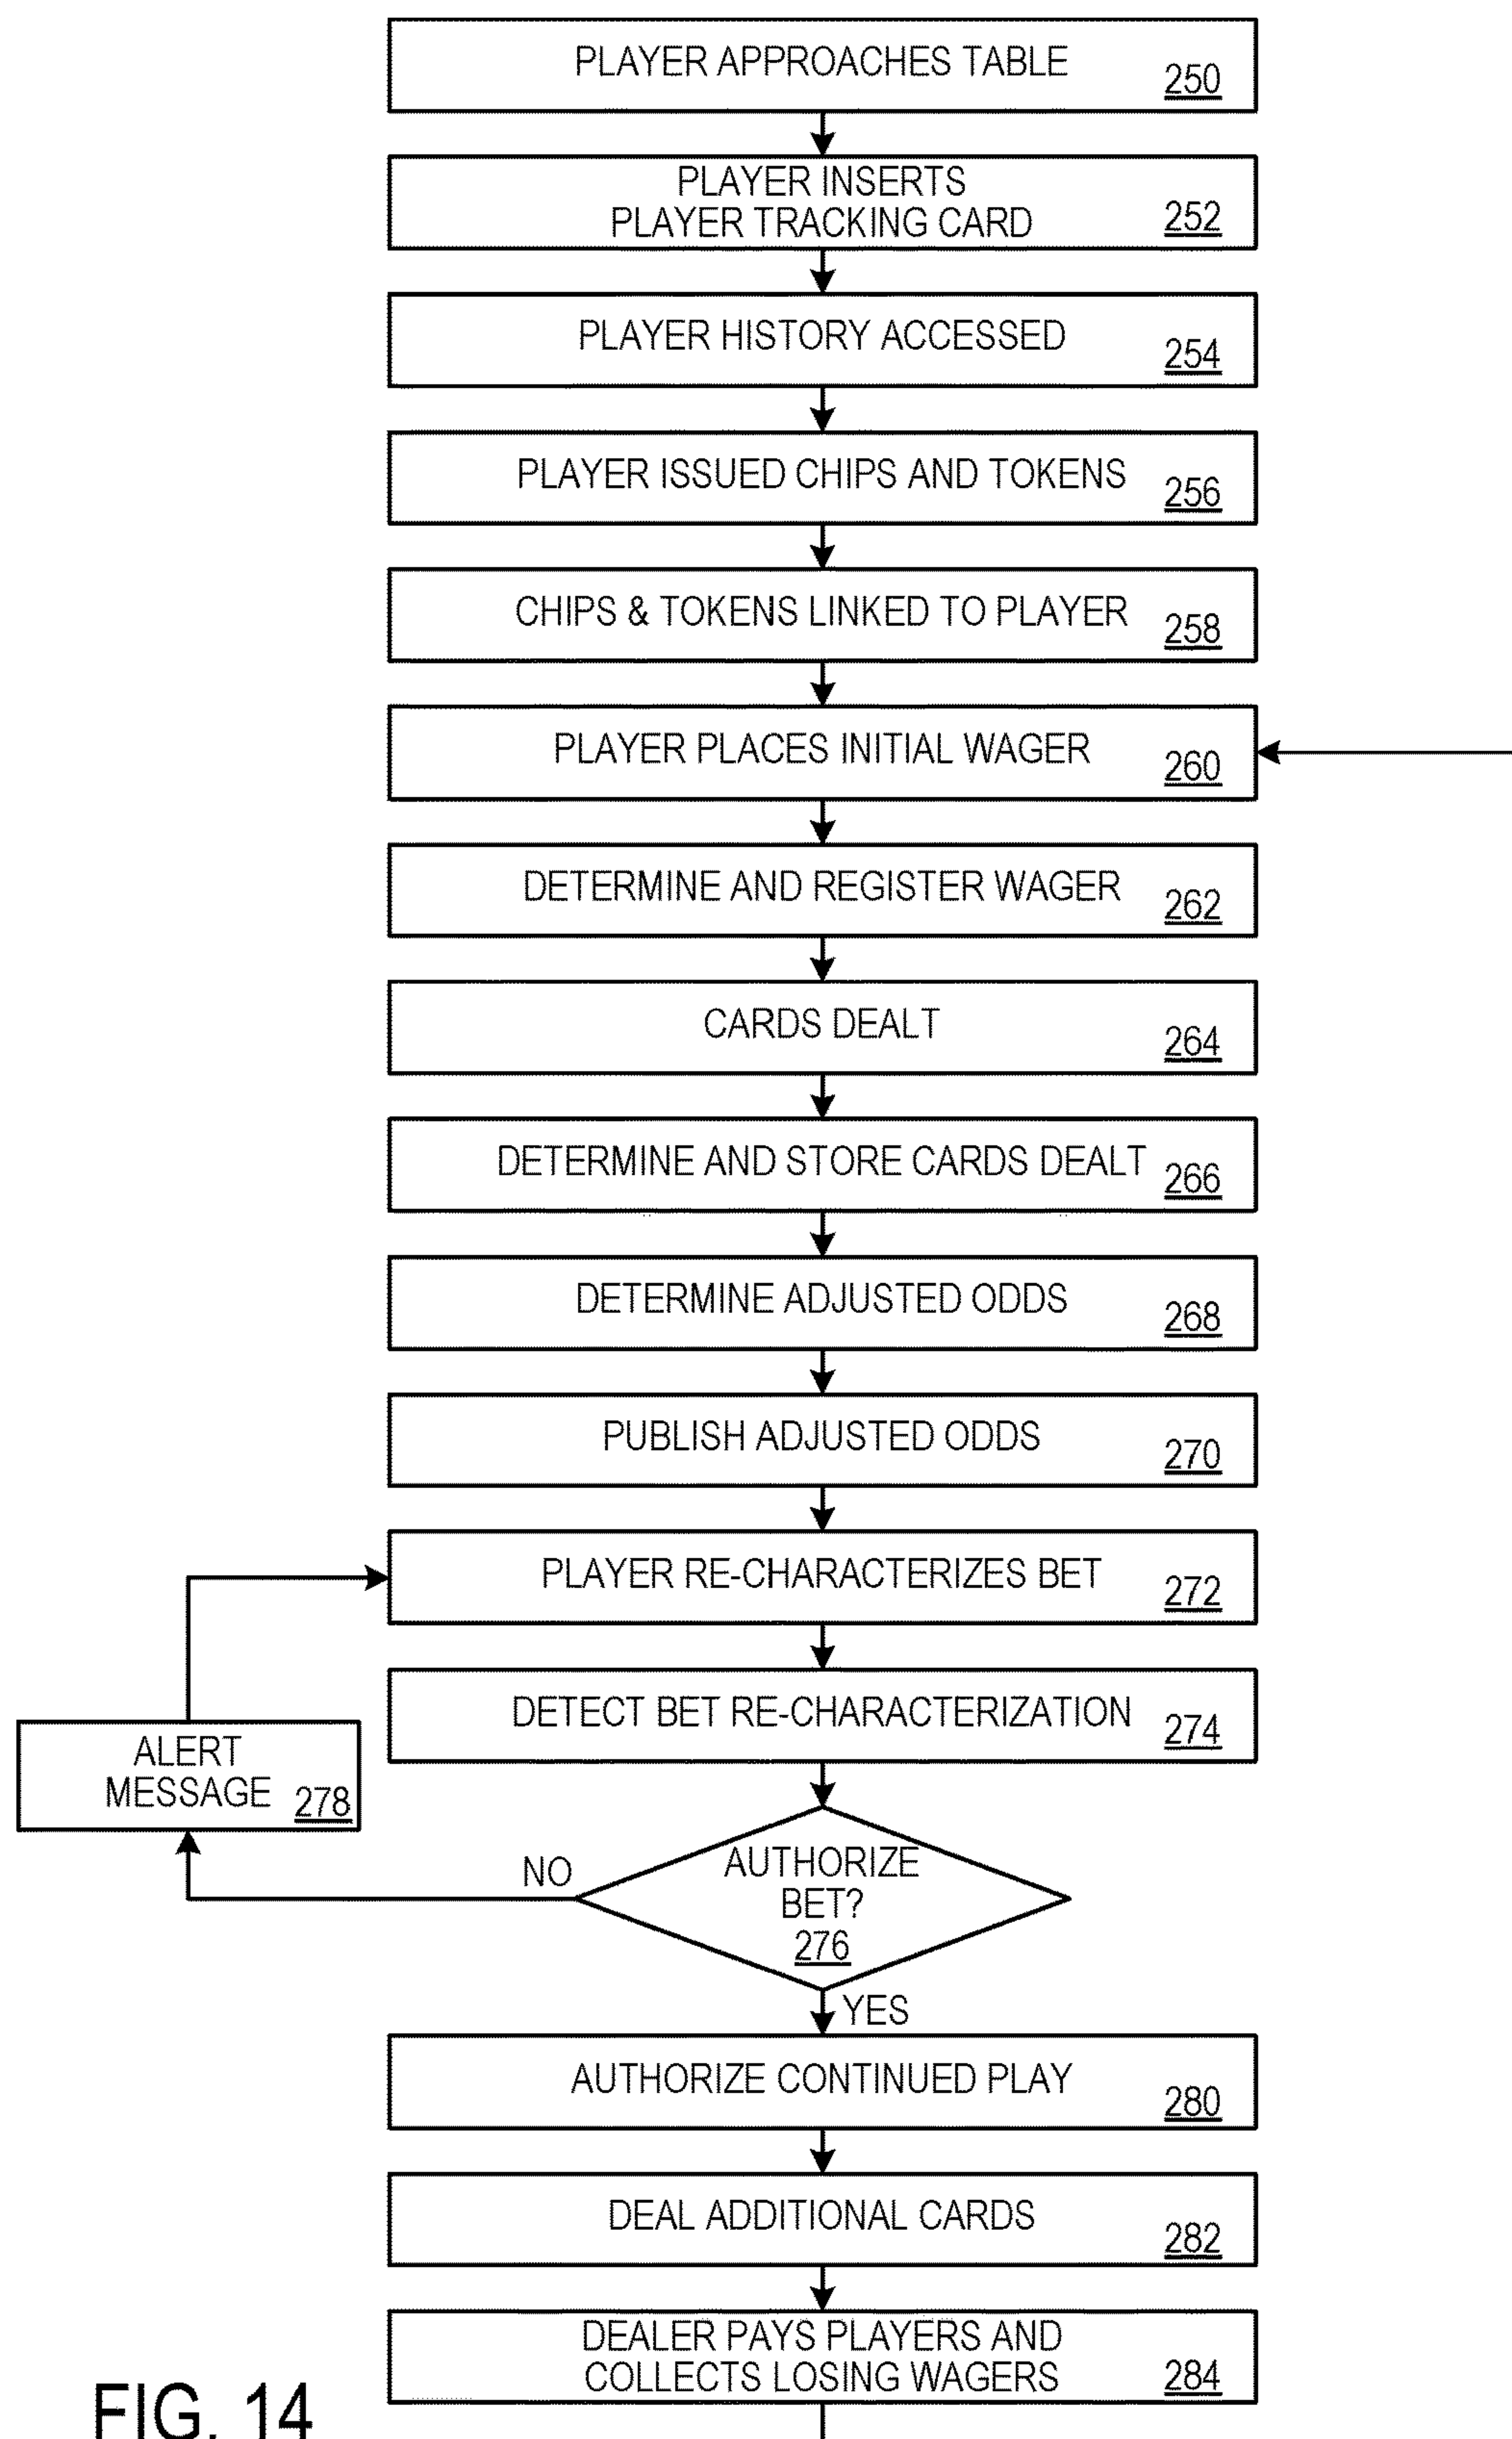 PLAYER APPROACHES TABLE
250
PLAYER INSERTS
PLAYER TRACKING CARD
252
PLAYER HISTORY ACCESSED
254
PLAYER ISSUED CHIPS AND TOKENS
256
CHIPS & TOKENS LINKED TO PLAYER
258
PLAYER PLACES INITIAL WAGER
260
DETERMINE AND REGISTER WAGER
262
CARDS DEALT
264
DETERMINE AND STORE CARDS DEALT
266
DETERMINE ADJUSTED ODDS
268
PUBLISH ADJUSTED ODDS
270
PLAYER RE-CHARACTERIZES BET
272
DETECT BET RE-CHARACTERIZATION
274
ALERT
MESSAGE
278
NO
AUTHORIZE
BET?
276
YES
AUTHORIZE CONTINUED PLAY
280
DEAL ADDITIONAL CARDS
282
DEALER PAYS PLAYERS AND
COLLECTS LOSING WAGERS
284
FIG. 14